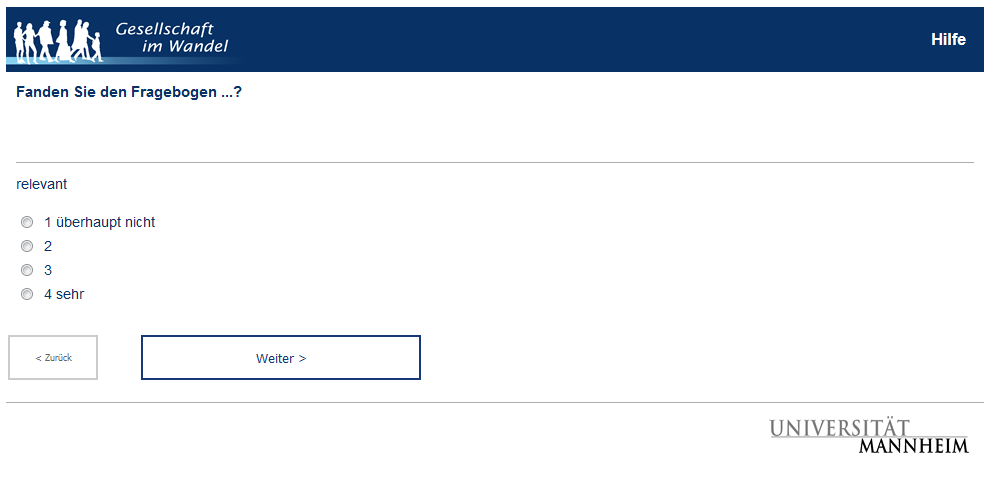 Gesellschaft
im Wandel
Hilfe
Fanden Sie den Fragebogen ...?
relevant
1 überhaupt nicht
2
3
4 sehr
< Zurück
Weiter >
UNIVERSITÄT
MANNHEIM